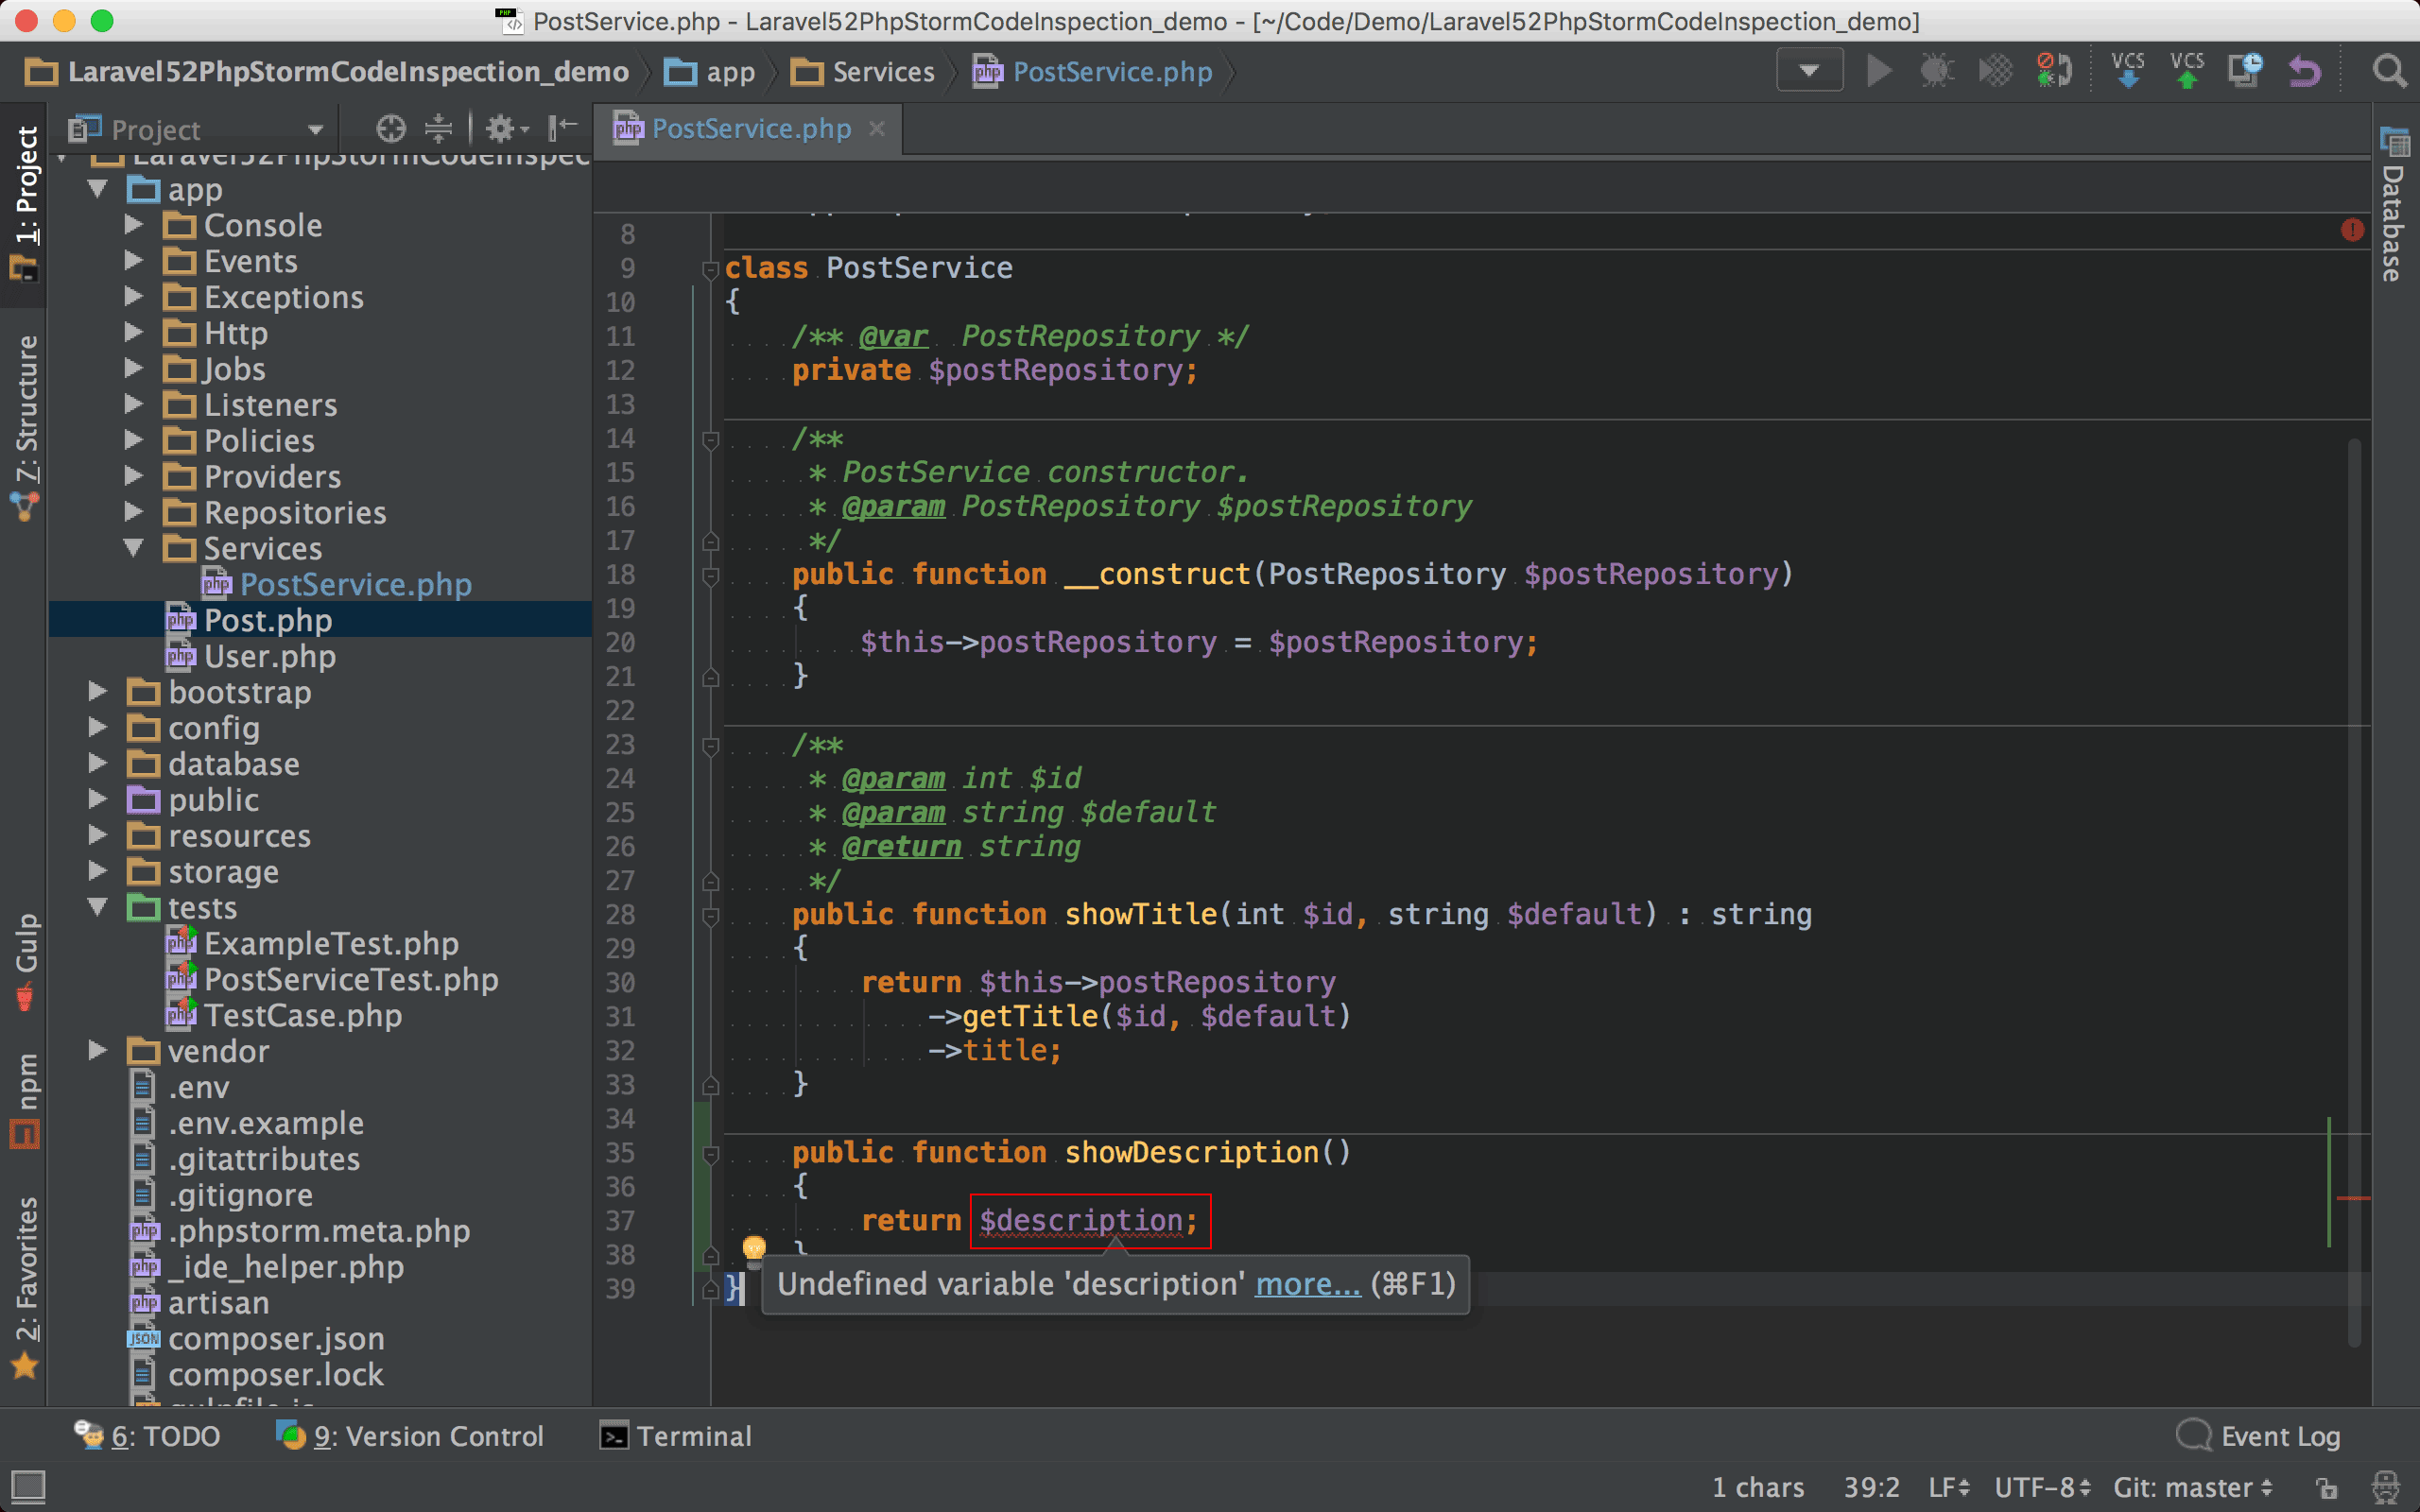 PostService.php - Laravel52PhpStormCodeInspection_demo - [~/Code/Demo/Laravel52PhpStormCodeInspection_demo]
Laravel52PhpStormCodeInspection_demo app Services PostService.php
VCS VCS
1: Project
Z: Structure
Gulp
npm
2: Favorites
Project
Laravel52PhpStormCodeInspec
app
Console
Events
Exceptions
Http
Jobs
Listeners
Policies
Providers
Repositories
Services
PostService.php
Post.php
User.php
bootstrap
config
database
public
resources
storage
tests
ExampleTest.php
PostServiceTest.php
TestCase.php
vendor
.env
.env.example
.gitattributes
.gitignore
.phpstorm.meta.php
_ide_helper.php
artisan
composer.json
composer.lock
PostService.php
8
9 class PostService
10 {
11 /** @var PostRepository */
12 private $postRepository;
13
14 /**
15 * PostService constructor.
16 * @param PostRepository $postRepository
17 */
18 public function __construct(PostRepository $postRepository)
19 {
20 $this->postRepository = $postRepository;
21 }
22
23 /**
24 * @param int $id
25 * @param string $default
26 * @return string
27 */
28 public function showTitle(int $id, string $default) : string
29 {
30 return $this->postRepository
31 ->getTitle($id, $default)
32 ->title;
33 }
34
35 public function showDescription()
36 {
37 return $description;
38 }
39 }
Undefined variable 'description' more... (⌘F1)
Database
6: TODO 9: Version Control Terminal Event Log
1 chars 39:2 LF UTF-8 Git: master